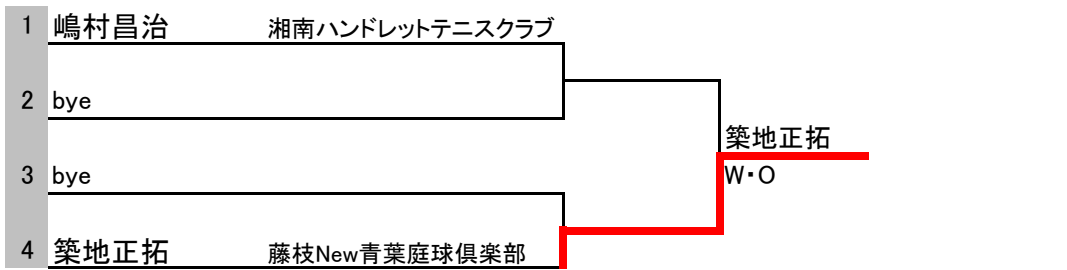 1 嶋村昌治 湘南ハンドレットテニスクラブ
2 bye
築地正拓
3 bye
W・O
4 築地正拓 藤枝New青葉庭球倶楽部